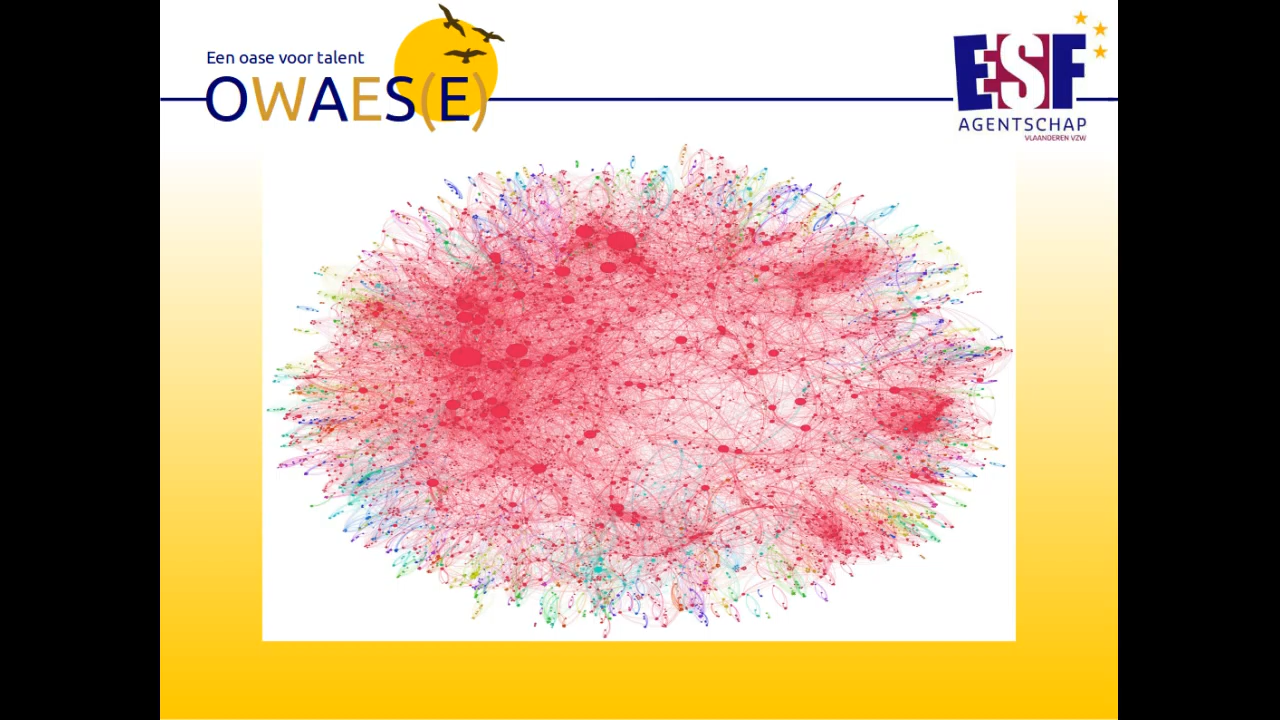 Een oase voor talent
OWAES(E)
ESF
AGENTSCHAP
VLAANDEREN VZW